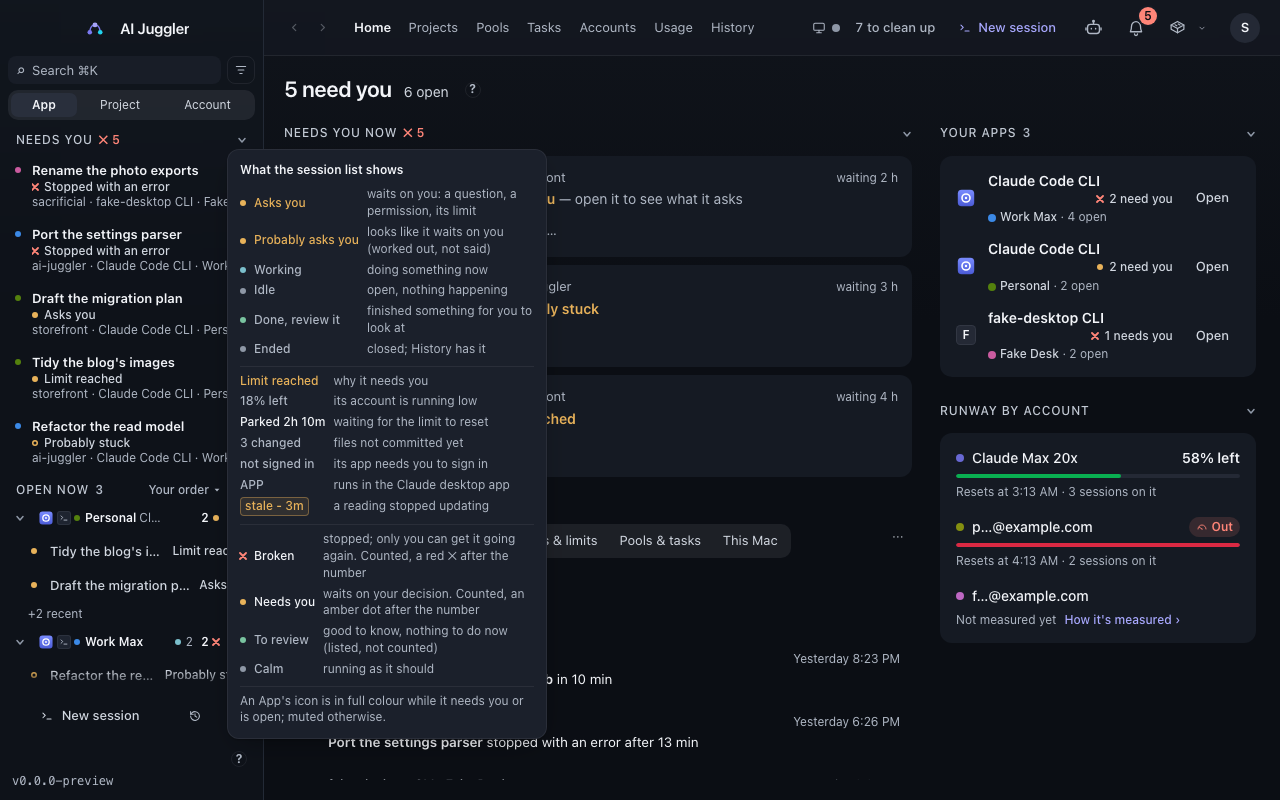 AI Juggler
Search ⌘K
App Project Account
NEEDS YOU 5
Rename the photo exports
Stopped with an error
sacrificial · fake-desktop CLI · Fake
Port the settings parser
Stopped with an error
ai-juggler · Claude Code CLI · Work
Draft the migration plan
Asks you
storefront · Claude Code CLI · Pers
Tidy the blog's images
Limit reached
storefront · Claude Code CLI · Pers
Refactor the read model
Probably stuck
ai-juggler · Claude Code CLI · Work
OPEN NOW 3 Your order
Personal Cl... 2
Tidy the blog's i... Limit reac
Draft the migration p... Asks
+2 recent
Work Max 2 2
Refactor the re... Probably s
New session
?
v0.0.0-preview
Home Projects Pools Tasks Accounts Usage History
7 to clean up
New session
5
S
5 need you 6 open ?
NEEDS YOU NOW 5
ont waiting 2 h
u — open it to see what it asks
...
gler waiting 3 h
ly stuck
ont waiting 4 h
ched
s & limits Pools & tasks This Mac ...
Yesterday 8:23 PM
b in 10 min
Yesterday 6:26 PM
Port the settings parser stopped with an error after 13 min
What the session list shows
Asks you waits on you: a question, a
permission, its limit
Probably asks you looks like it waits on you
(worked out, not said)
Working doing something now
Idle open, nothing happening
Done, review it finished something for you to
look at
Ended closed; History has it
Limit reached why it needs you
18% left its account is running low
Parked 2h 10m waiting for the limit to reset
3 changed files not committed yet
not signed in its app needs you to sign in
APP runs in the Claude desktop app
stale - 3m a reading stopped updating
Broken stopped; only you can get it going
again. Counted, a red ✕ after the
number
Needs you waits on your decision. Counted, an
amber dot after the number
To review good to know, nothing to do now
(listed, not counted)
Calm running as it should
An App's icon is in full colour while it needs you or
is open; muted otherwise.
YOUR APPS 3
Claude Code CLI
2 need you Open
Work Max · 4 open
Claude Code CLI
2 need you Open
Personal · 2 open
F
fake-desktop CLI
1 needs you Open
Fake Desk · 2 open
RUNWAY BY ACCOUNT
Claude Max 20x 58% left
Resets at 3:13 AM · 3 sessions on it
p...@example.com Out
Resets at 4:13 AM · 2 sessions on it
f...@example.com
Not measured yet How it's measured ›